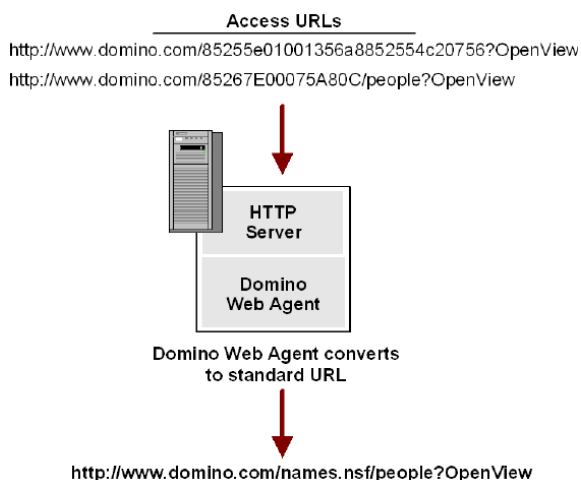 Access URLs
http://www.domino.com/85255e01001356a8852554c20756?OpenView
http://www.domino.com/85267E00075A80C/people?OpenView
HTTP
Server
Domino
Web Agent
Domino Web Agent converts
to standard URL
http://www.domino.com/names.nsf/people?OpenView